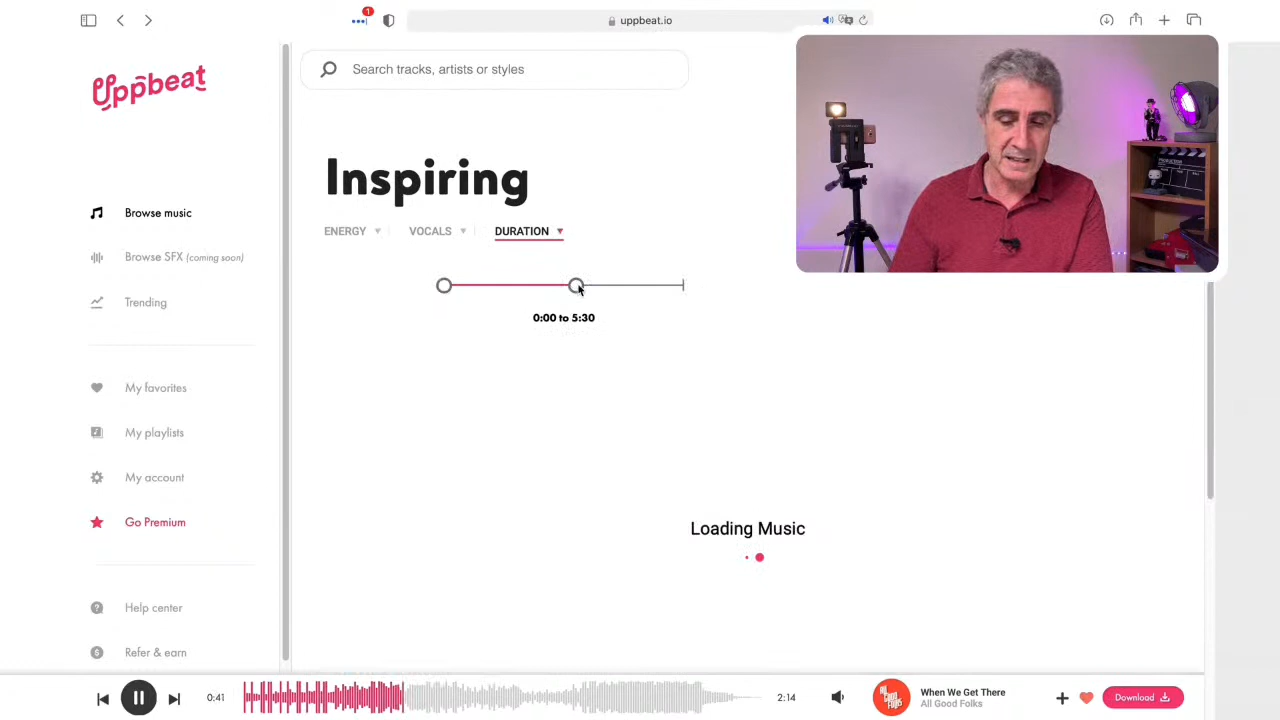 1
uppbeat.io
Uppbeat
Search tracks, artists or styles
Inspiring
ENERGY
VOCALS
DURATION
0:00 to 5:30
Browse music
Browse SFX (coming soon)
Trending
My favorites
My playlists
My account
Go Premium
Help center
Refer & earn
Loading Music
0:41
2:14
When We Get There
All Good Folks
Download